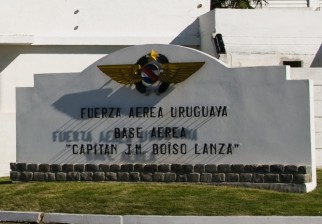 FUERZA AEREA URUGUAYA
BASE AEREA
"CAPITAN J.M. BOISO LANZA"